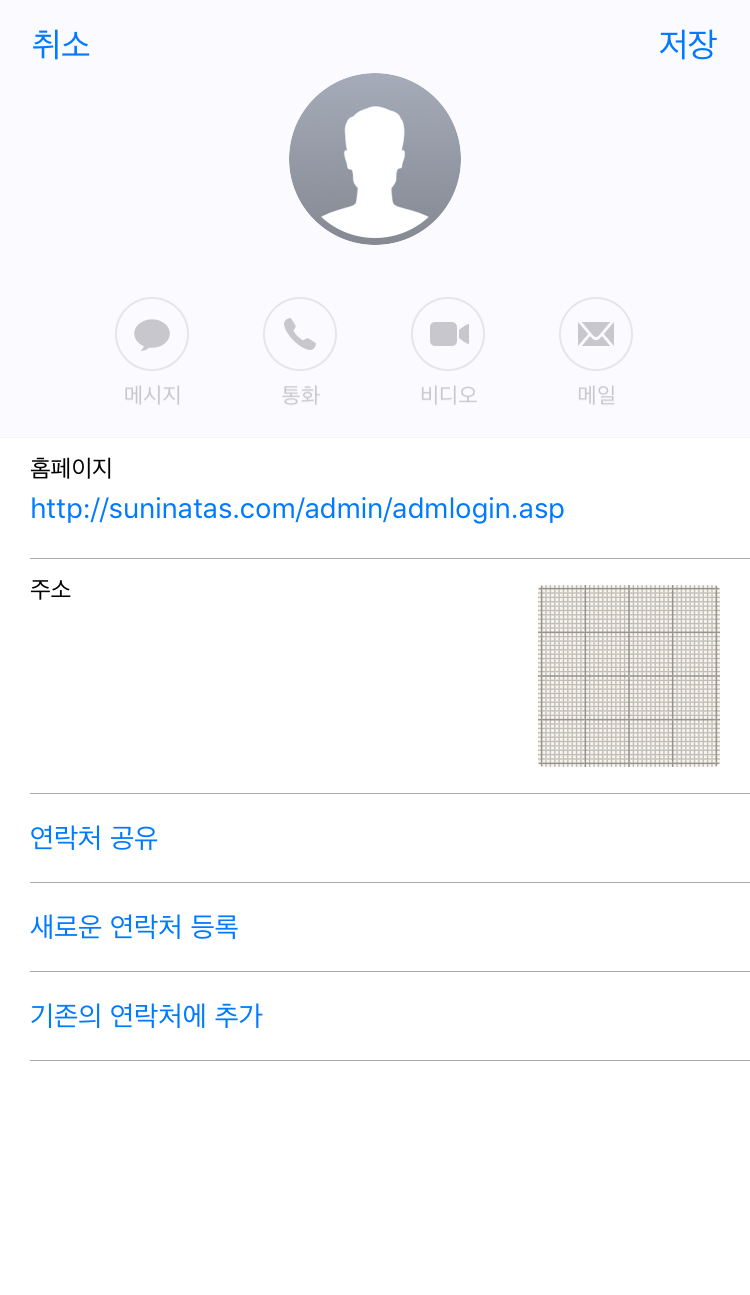 취소
저장
메시지
통화
비디오
메일
홈페이지
http://suninatas.com/admin/admlogin.asp
주소
연락처 공유
새로운 연락처 등록
기존의 연락처에 추가